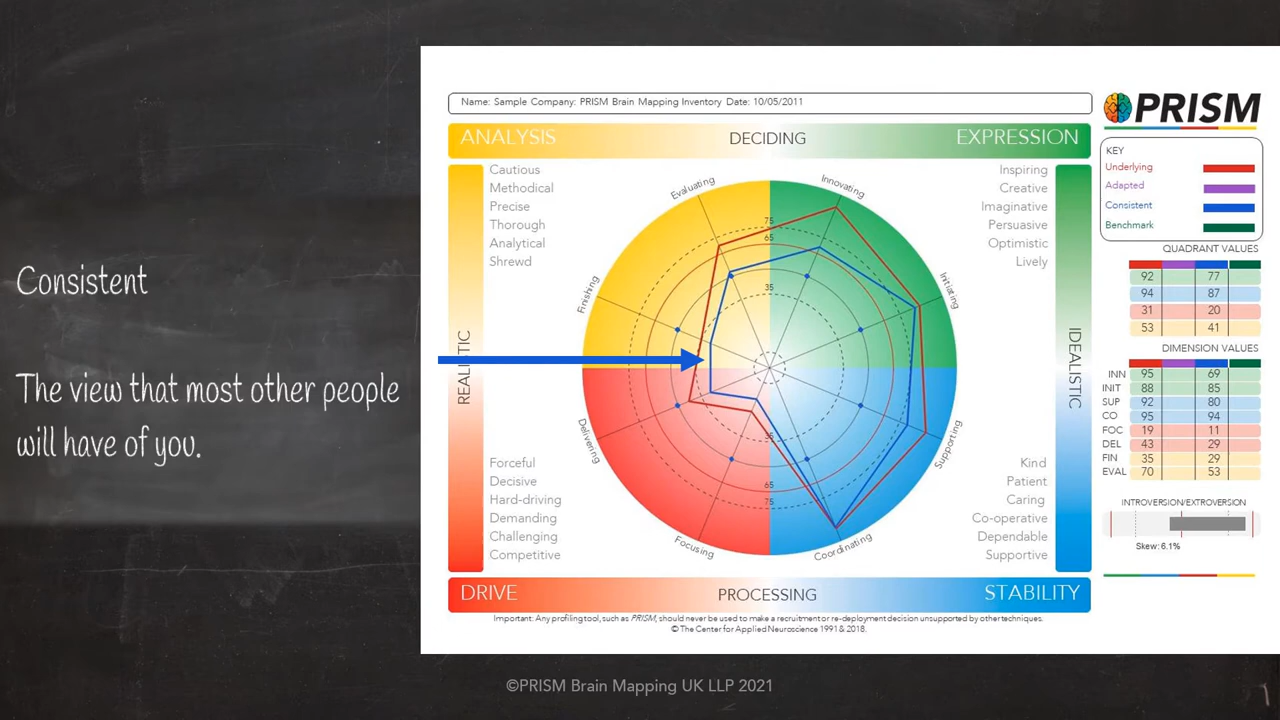 Consistent
The view that most other people
will have of you.
Name: Sample Company: PRISM Brain Mapping Inventory Date: 10/05/2011
ANALYSIS
DECIDING
EXPRESSION
Cautious
Methodical
Precise
Thorough
Analytical
Shrewd
Inspiring
Creative
Imaginative
Persuasive
Optimistic
Lively
REALISTIC
IDEALISTIC
Evaluating
Innovating
Initiating
Supporting
Coordinating
Focusing
Delivering
Finishing
75
65
35
35
65
75
Forceful
Decisive
Hard-driving
Demanding
Challenging
Competitive
Kind
Patient
Caring
Co-operative
Dependable
Supportive
DRIVE
PROCESSING
STABILITY
Important: Any profiling tool, such as PRISM, should never be used to make a recruitment or re-deployment decision unsupported by other techniques.
© The Center for Applied Neuroscience 1991 & 2018.
PRISM
KEY
Underlying
Adapted
Consistent
Benchmark
QUADRANT VALUES
92 77
94 87
31 20
53 41
DIMENSION VALUES
INN 95 69
INIT 88 85
SUP 92 80
CO 95 94
FOC 19 11
DEL 43 29
FIN 35 29
EVAL 70 53
INTROVERSION/EXTROVERSION
Skew: 6.1%
©PRISM Brain Mapping UK LLP 2021